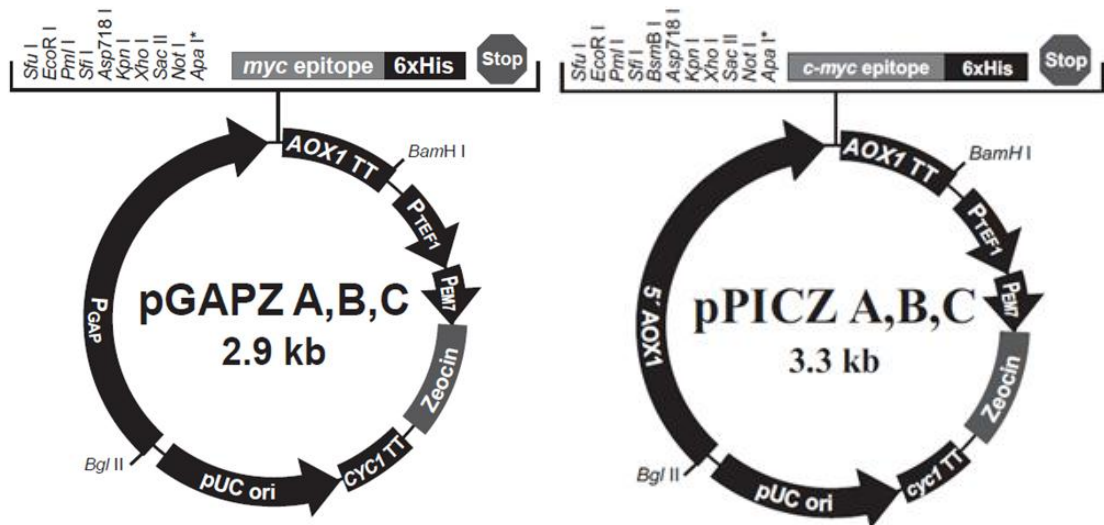 Sfu I
EcoR I
Pml I
Sfi I
Asp718 I
Kpn I
Xho I
Sac II
Not I
Apa I*
myc epitope
6xHis
Stop
AOX1 TT
BamH I
PTEF1
PEM7
Zeocin
CYC1 TT
pUC ori
Bgl II
PGAP
pGAPZ A,B,C
2.9 kb
Sfu I
EcoR I
Pml I
Sfi I
BsmB I
Asp718 I
Kpn I
Xho I
Sac II
Not I
Apa I*
c-myc epitope
6xHis
Stop
AOX1 TT
BamH I
PTEF1
PEM7
Zeocin
cyc1 TT
pUC ori
Bgl II
5´ AOX1
pPICZ A,B,C
3.3 kb